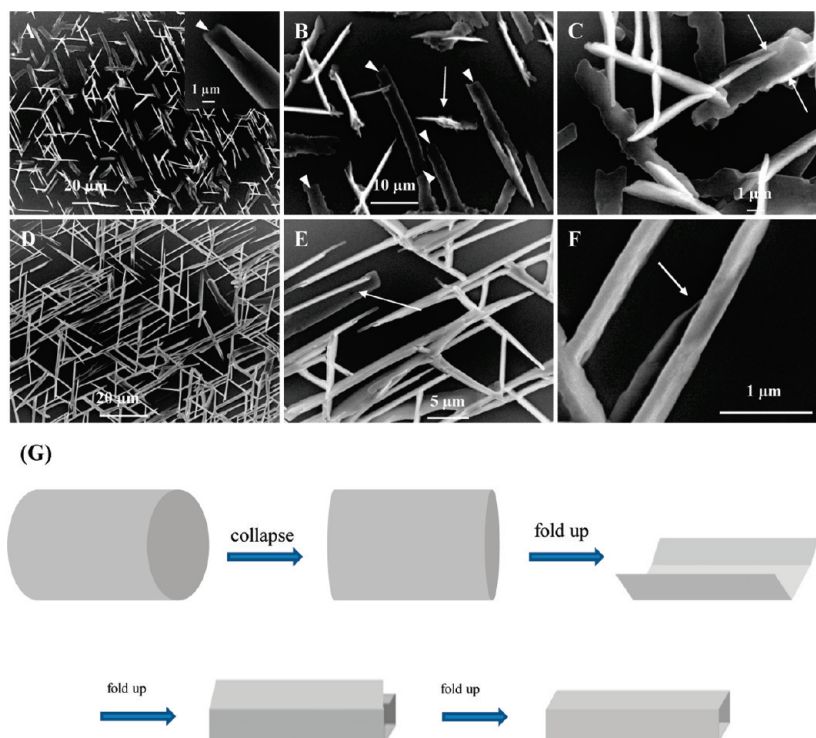 A
1 μm
20 μm
B
10 μm
C
1 μm
D
20 μm
E
5 μm
F
1 μm
(G)
collapse
fold up
fold up
fold up